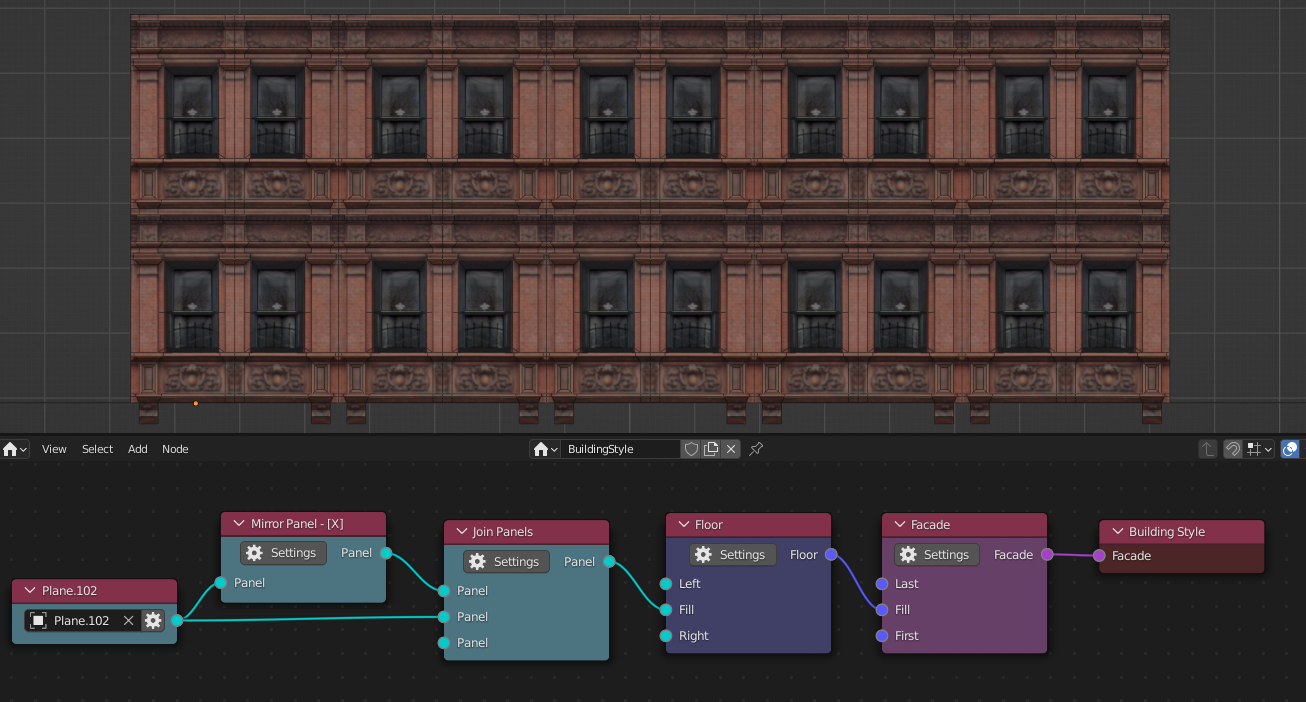 View Select Add Node BuildingStyle
Mirror Panel - [X]
Settings Panel
Panel
Plane.102
Plane.102
Join Panels
Settings Panel
Panel
Panel
Panel
Floor
Settings Floor
Left
Fill
Right
Facade
Settings Facade
Last
Fill
First
Building Style
Facade